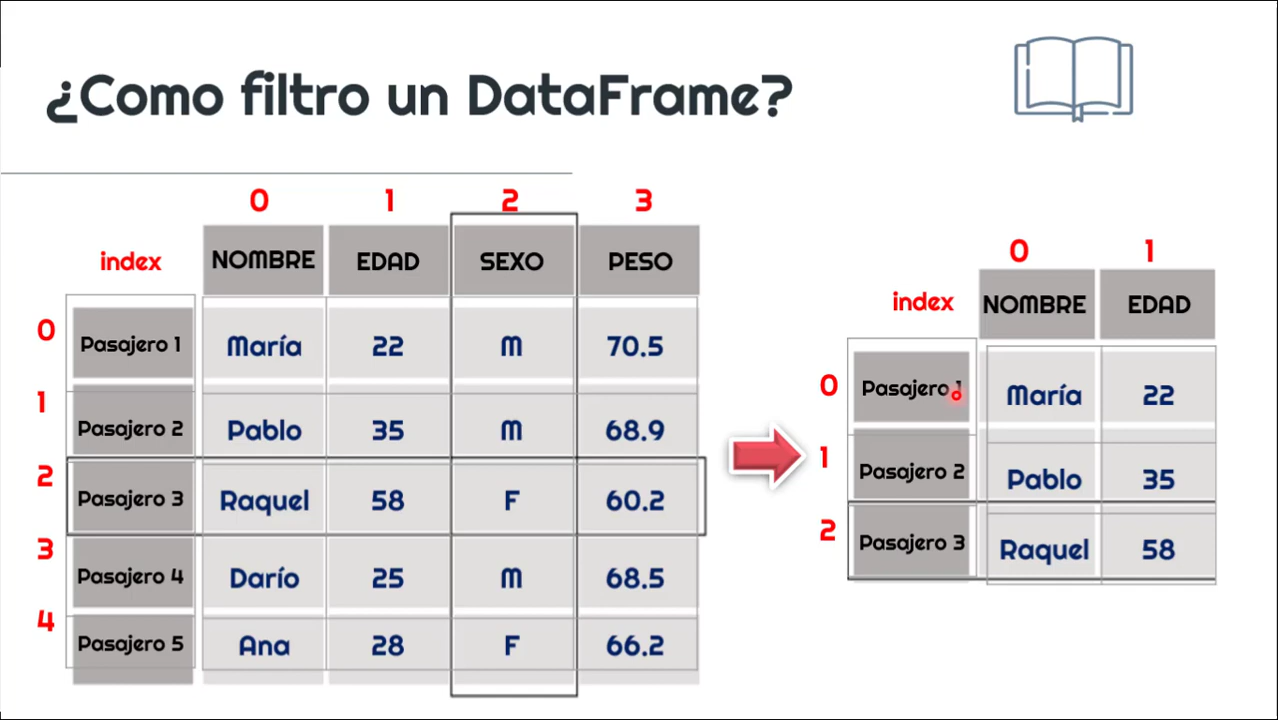 ¿Como filtro un DataFrame?
0 1 2 3
index NOMBRE EDAD SEXO PESO
0 Pasajero 1 María 22 M 70.5
1 Pasajero 2 Pablo 35 M 68.9
2 Pasajero 3 Raquel 58 F 60.2
3 Pasajero 4 Darío 25 M 68.5
4 Pasajero 5 Ana 28 F 66.2
0 1
index NOMBRE EDAD
0 Pasajero 1 María 22
1 Pasajero 2 Pablo 35
2 Pasajero 3 Raquel 58